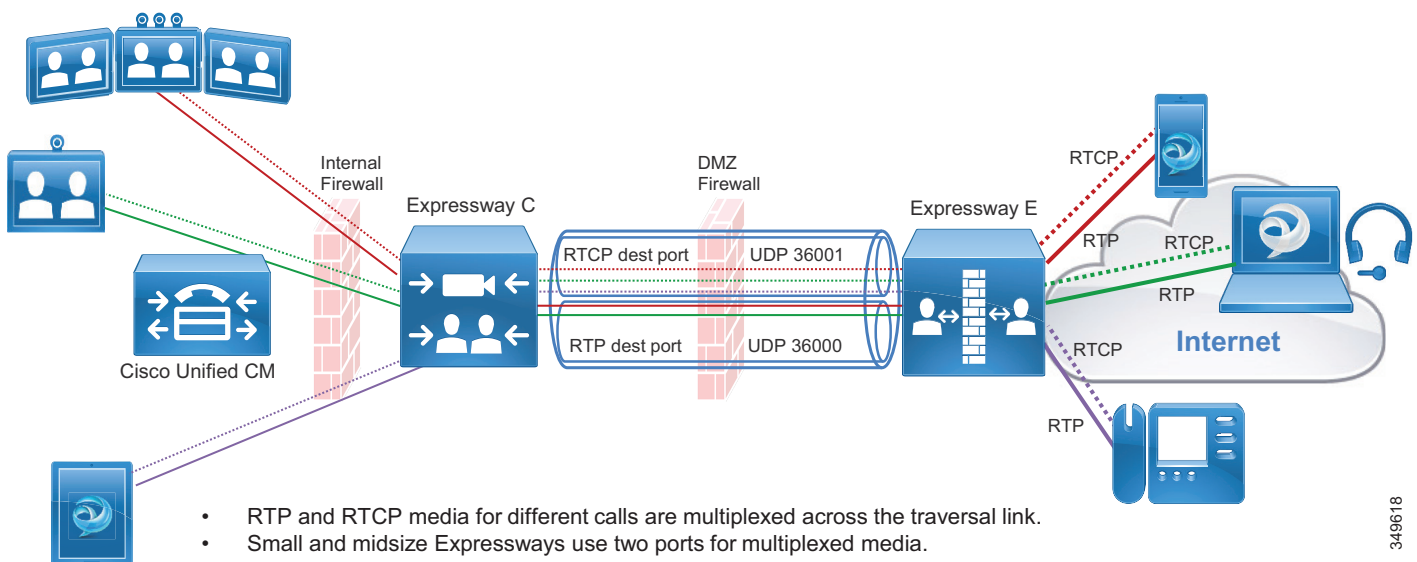 Internal
Firewall
DMZ
Firewall
Expressway C
Expressway E
RTCP
RTP
RTCP
RTP
Internet
RTCP
RTP
RTCP dest port
UDP 36001
RTP dest port
UDP 36000
Cisco Unified CM
• RTP and RTCP media for different calls are multiplexed across the traversal link.
• Small and midsize Expressways use two ports for multiplexed media.
349618